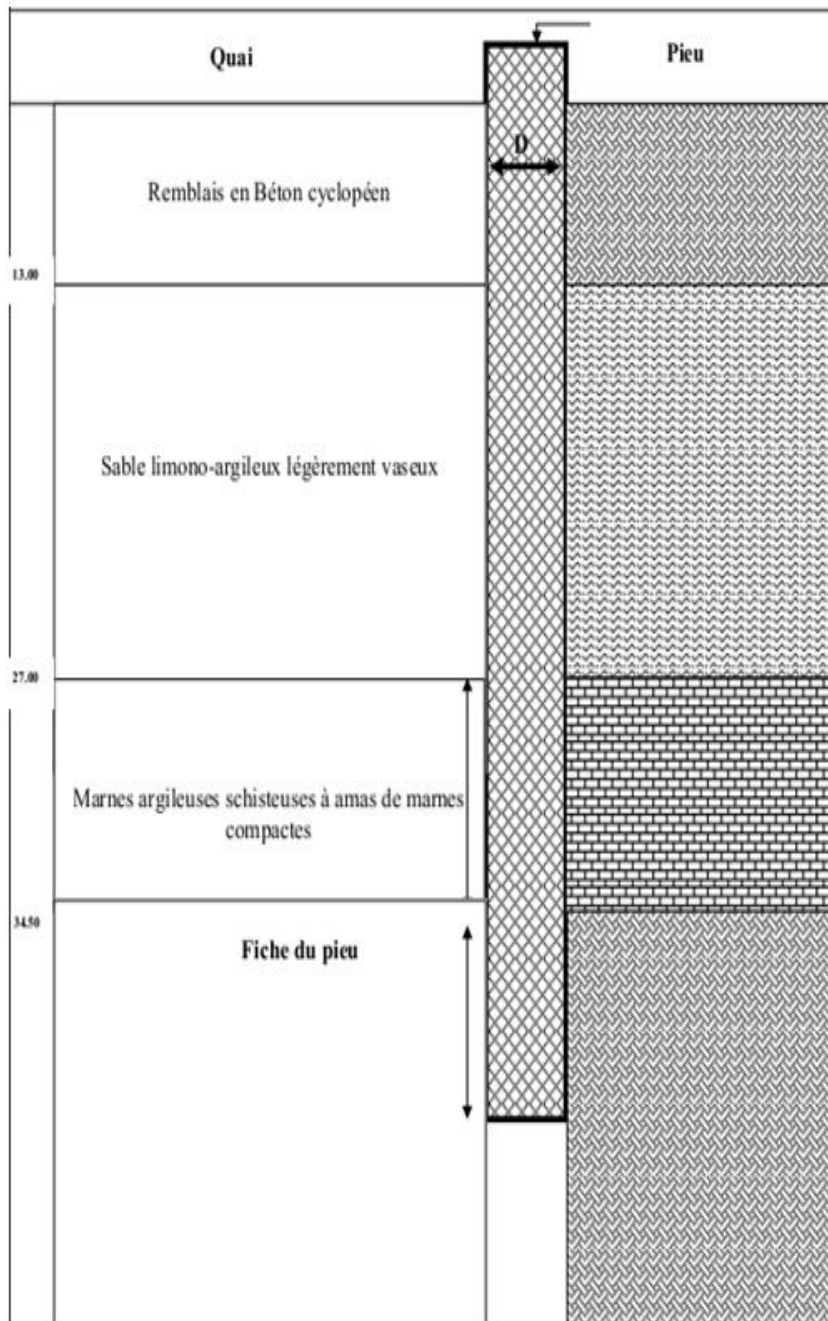 Quai
Pieu
D
Remblais en Béton cyclopéen
13.00
Sable limono-argileux légèrement vaseux
27.00
Marnes argileuses schisteuses à amas de marnes
compactes
34.50
Fiche du pieu